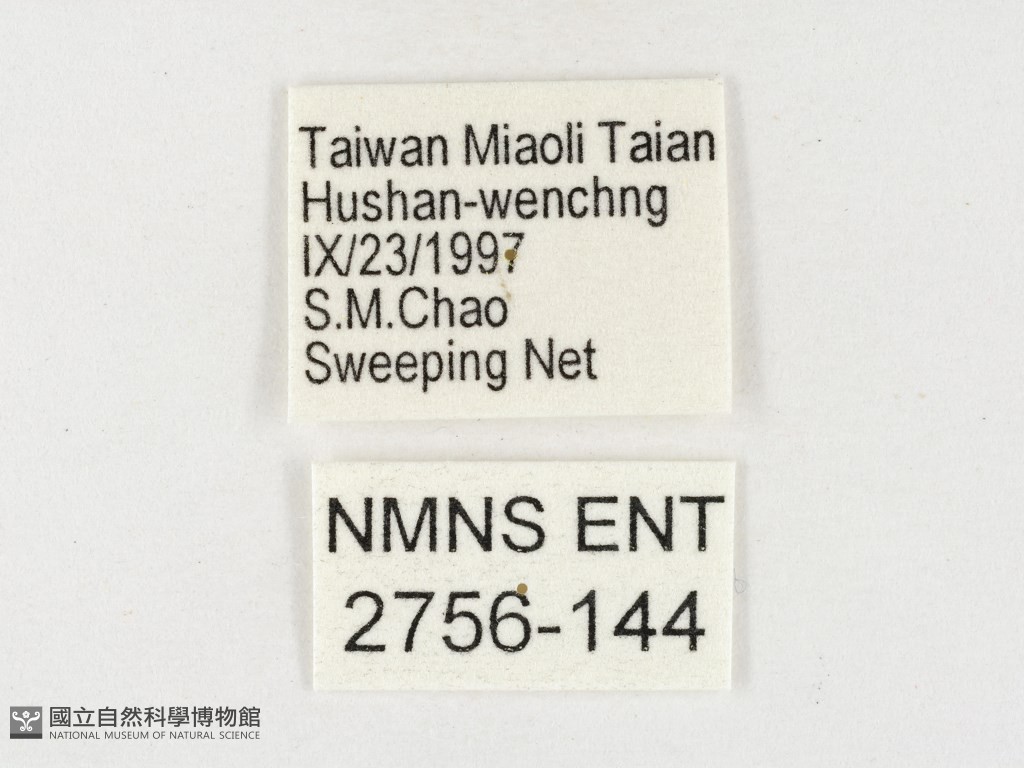 Taiwan Miaoli Taian
Hushan-wenchng
IX/23/1997
S.M.Chao
Sweeping Net
NMNS ENT
2756-144
國立自然科學博物館
NATIONAL MUSEUM OF NATURAL SCIENCE